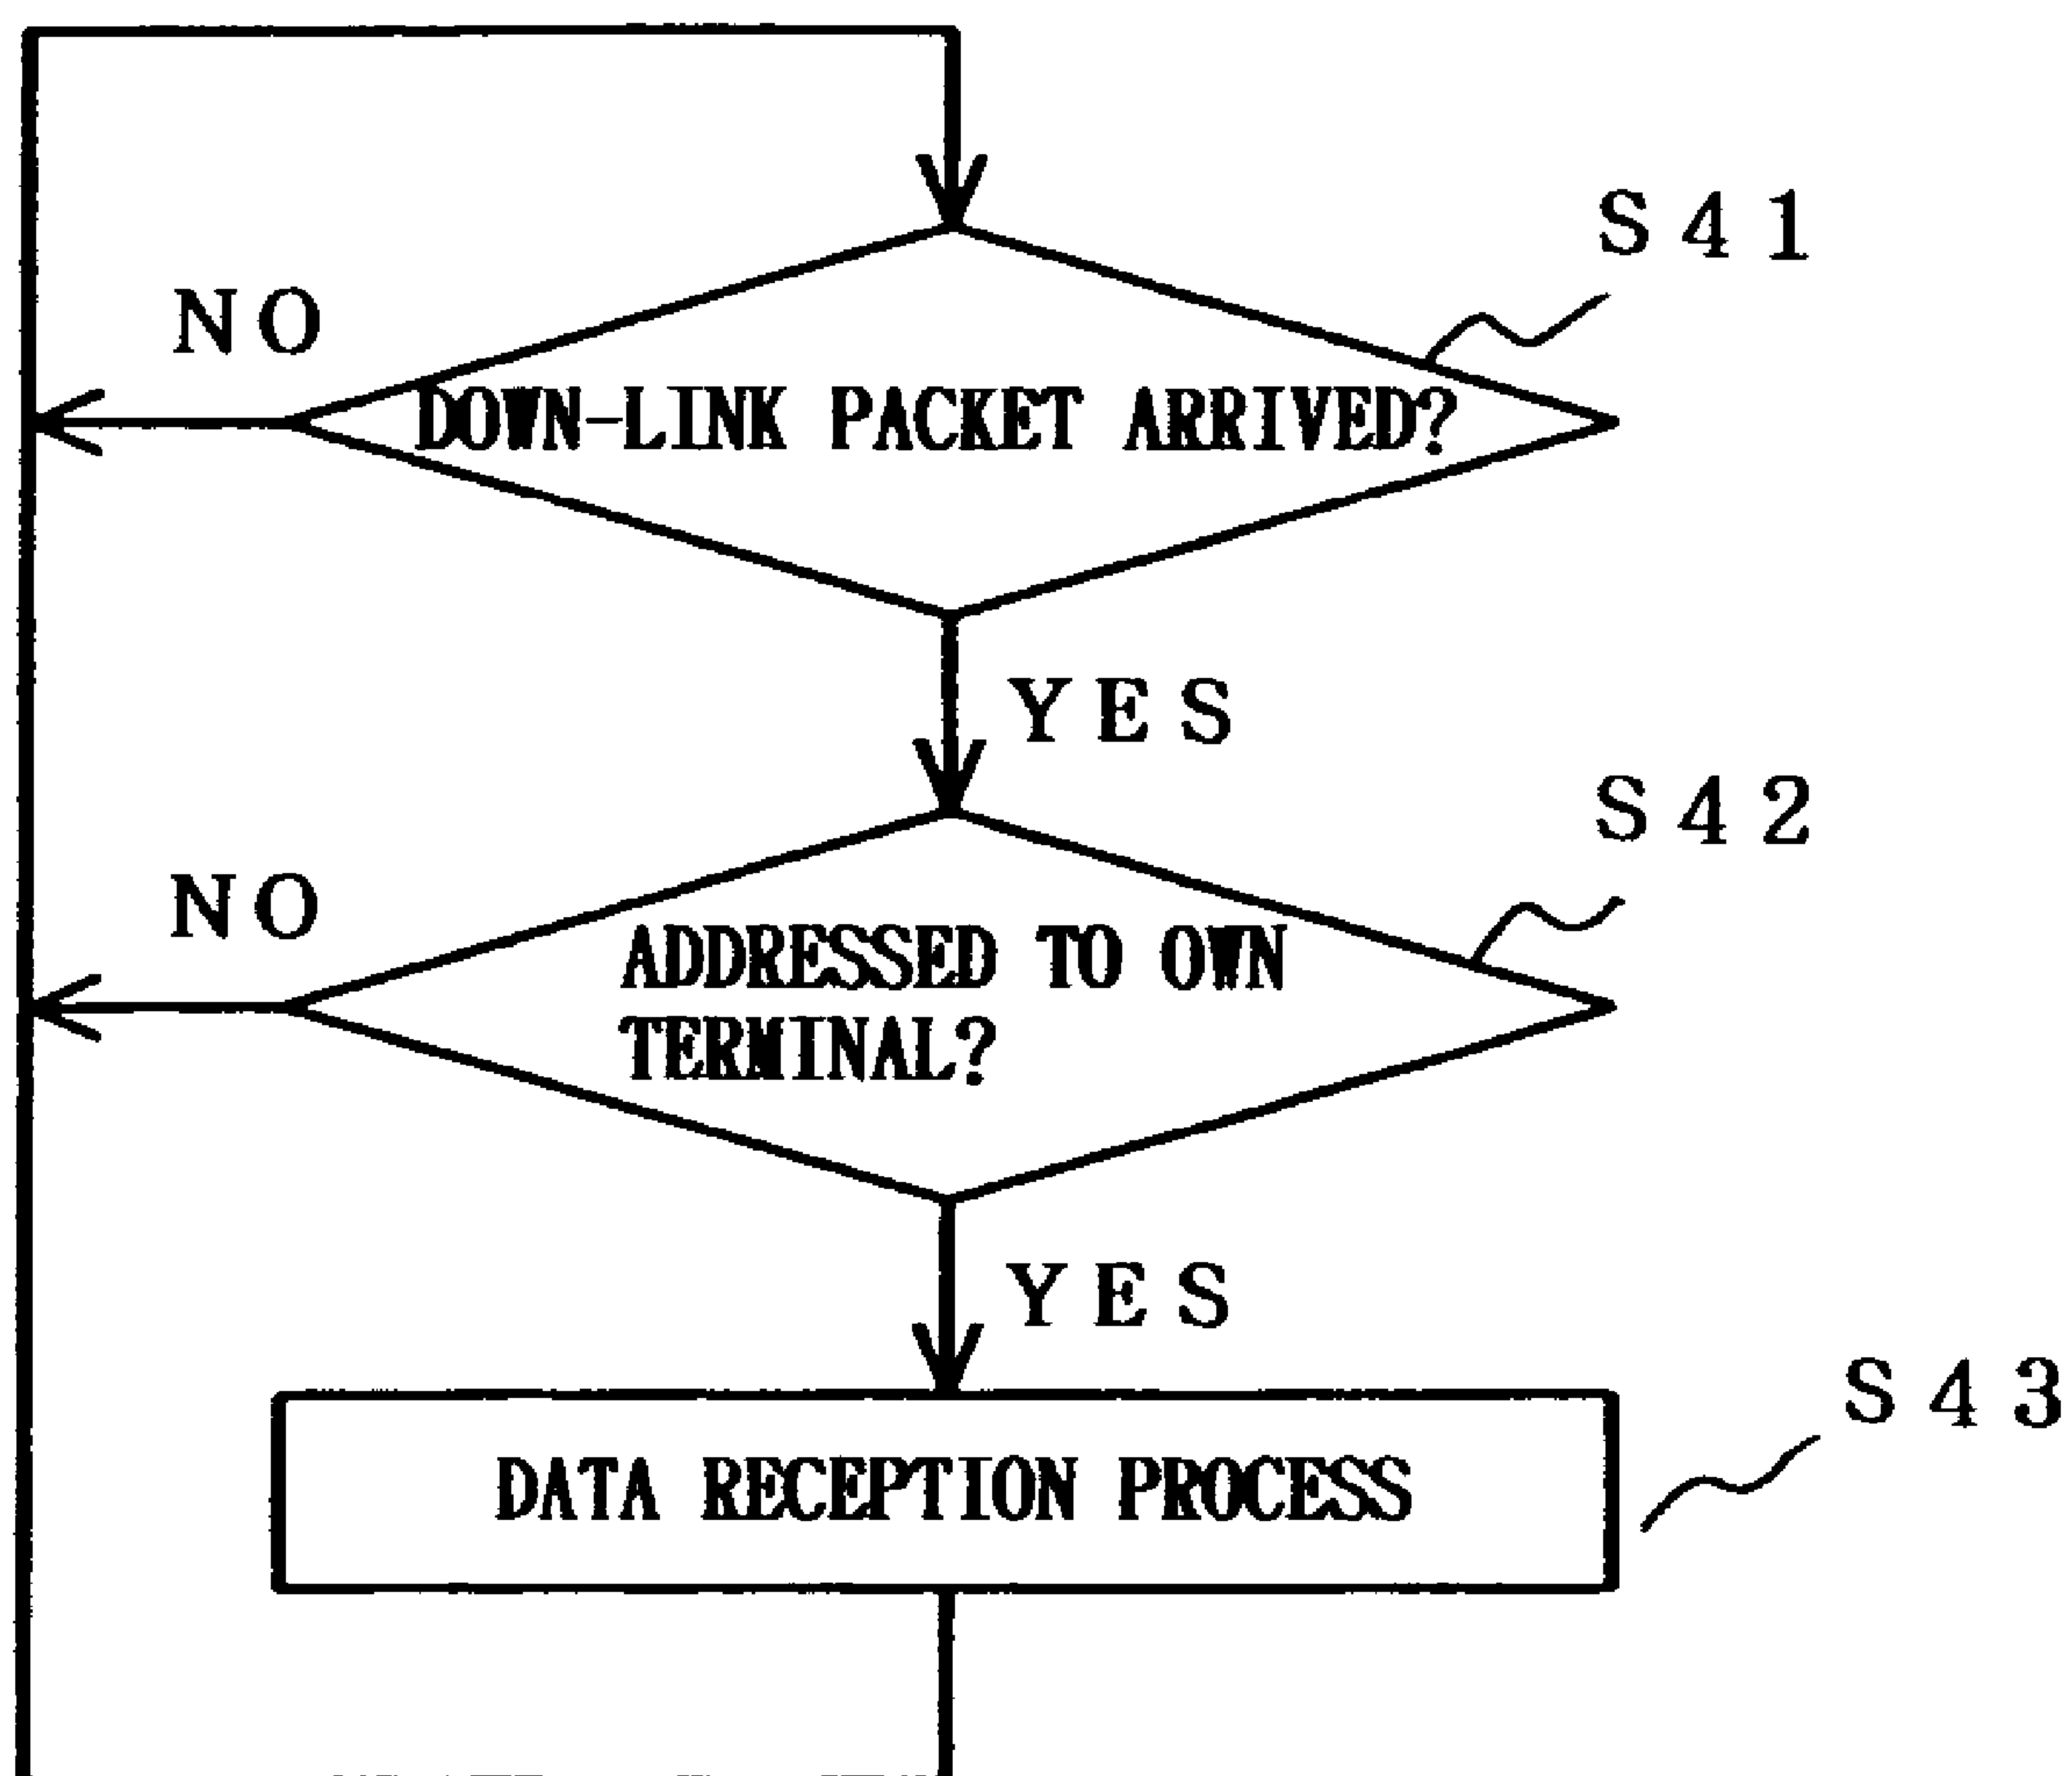 S41
NO
DOWN-LINK PACKET ARRIVED?
YES
S42
NO
ADDRESSED TO OWN
TERMINAL?
YES
S43
DATA RECEPTION PROCESS